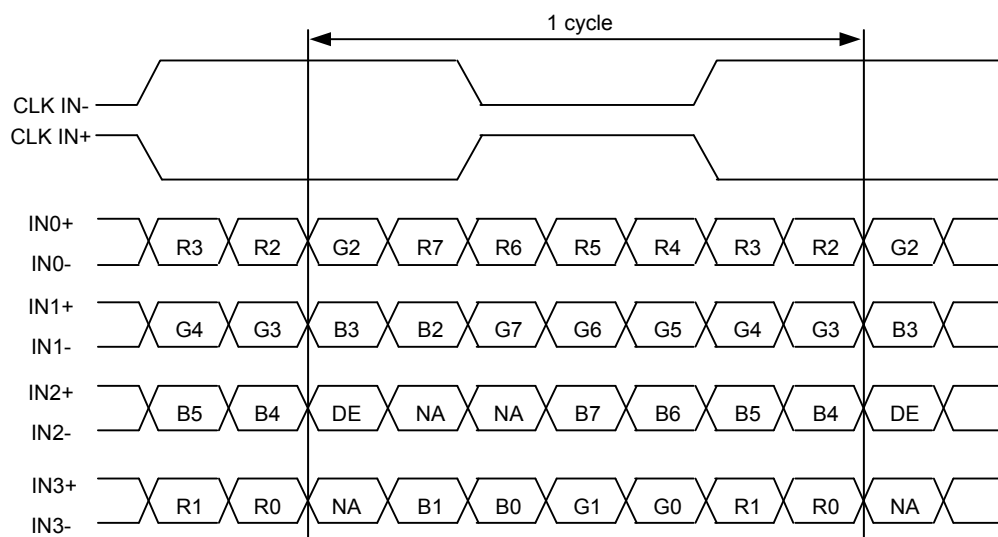 1 cycle
CLK IN-
CLK IN+
IN0+
R3 R2 G2 R7 R6 R5 R4 R3 R2 G2
IN0-
IN1+
G4 G3 B3 B2 G7 G6 G5 G4 G3 B3
IN1-
IN2+
B5 B4 DE NA NA B7 B6 B5 B4 DE
IN2-
IN3+
R1 R0 NA B1 B0 G1 G0 R1 R0 NA
IN3-